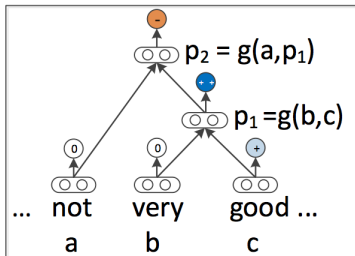 −
p₂ = g(a,p₁)
+ +
p₁ =g(b,c)
0
0
+
... not very good ...
a b c